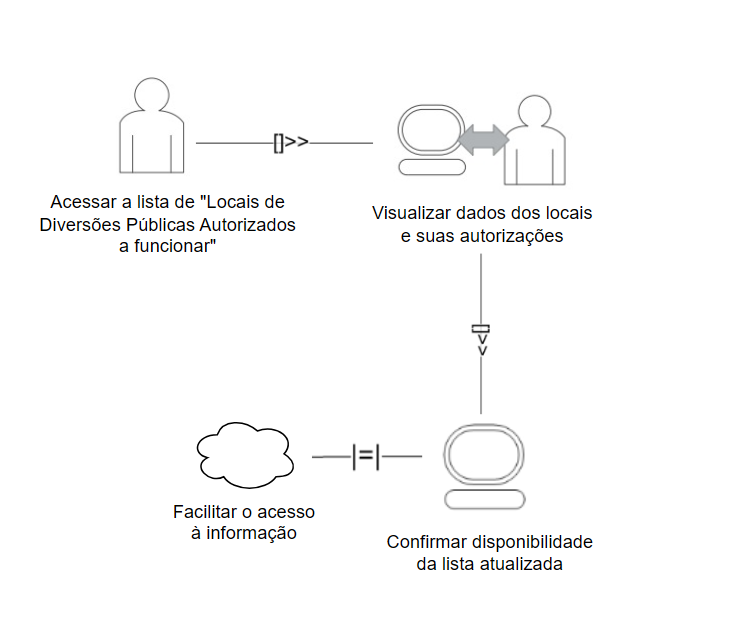 Acessar a lista de "Locais de
Diversões Públicas Autorizados
a funcionar"
[]>>
Visualizar dados dos locais
e suas autorizações
[]>>
|=|
Facilitar o acesso
à informação
Confirmar disponibilidade
da lista atualizada